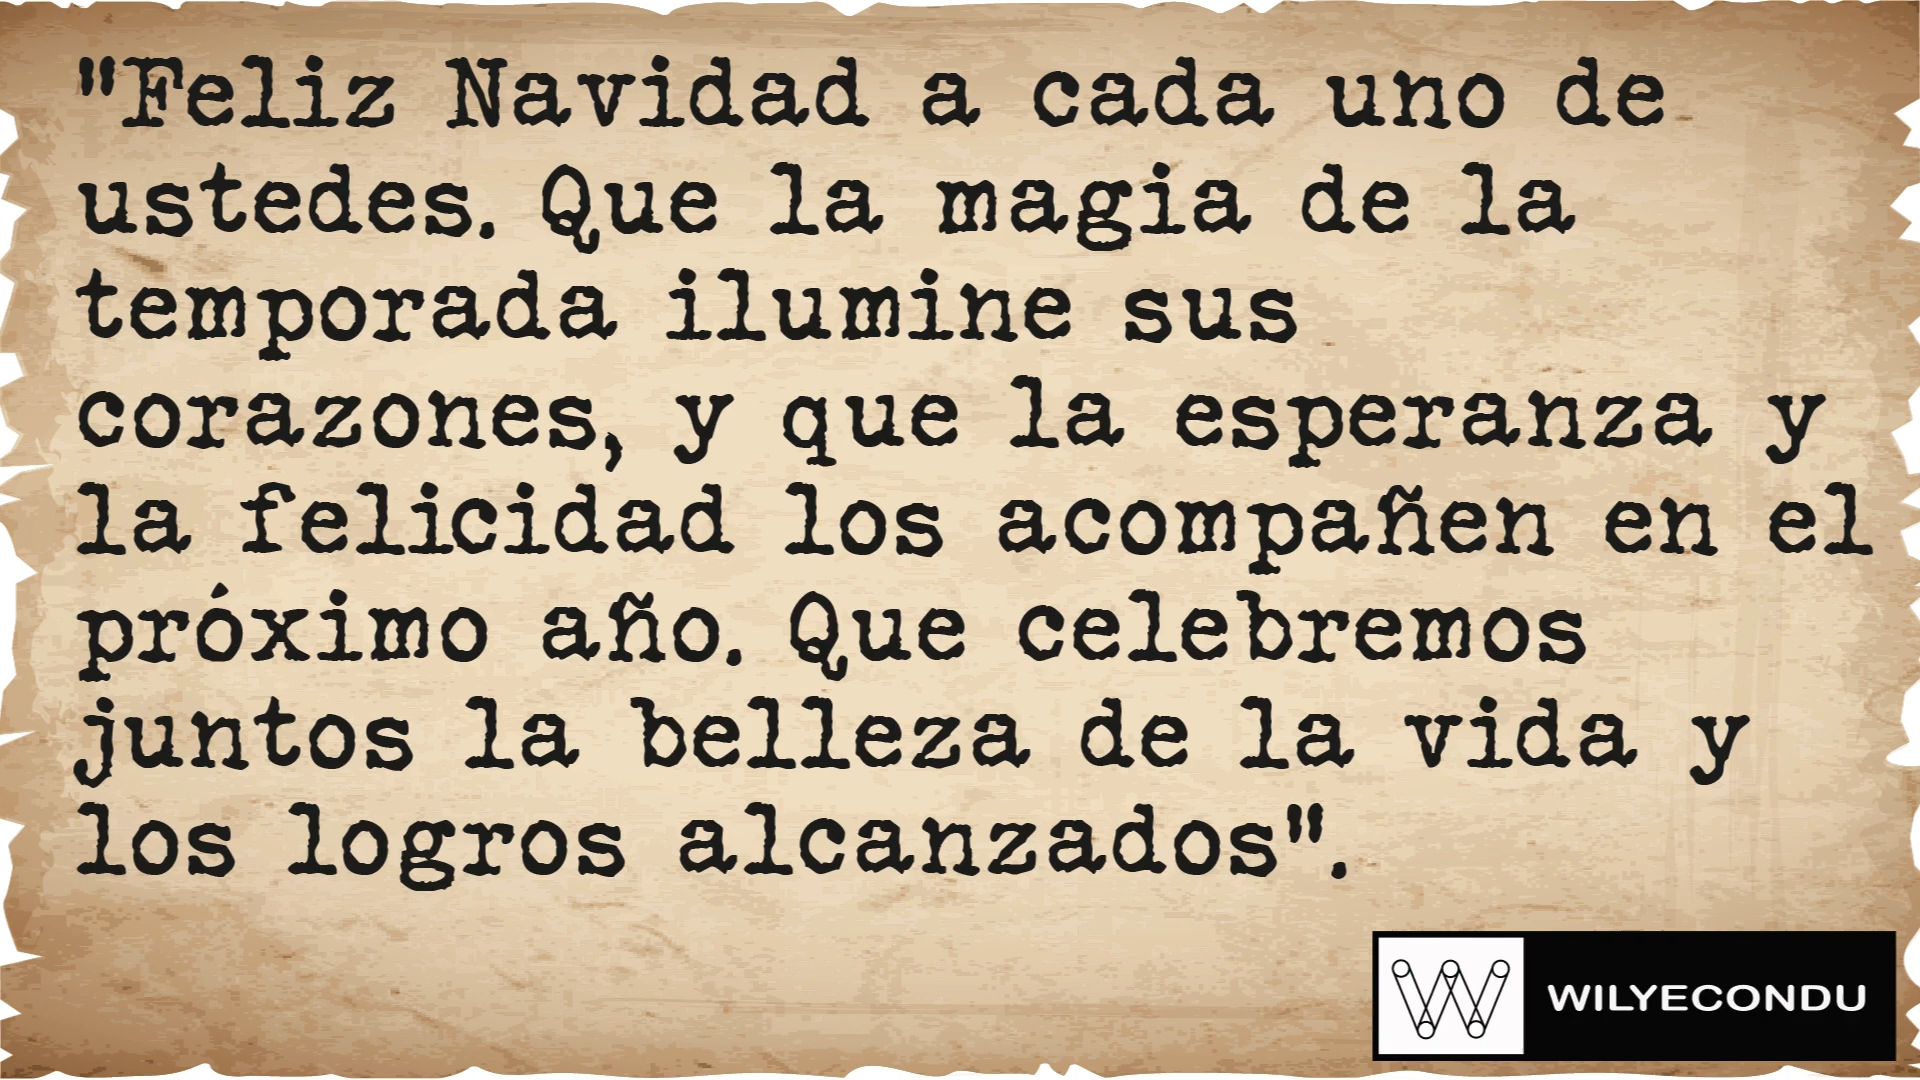 "Feliz Navidad a cada uno de
ustedes. Que la magia de la
temporada ilumine sus
corazones, y que la esperanza y
la felicidad los acompañen en el
próximo año. Que celebremos
juntos la belleza de la vida y
los logros alcanzados".
W WILYECONDU